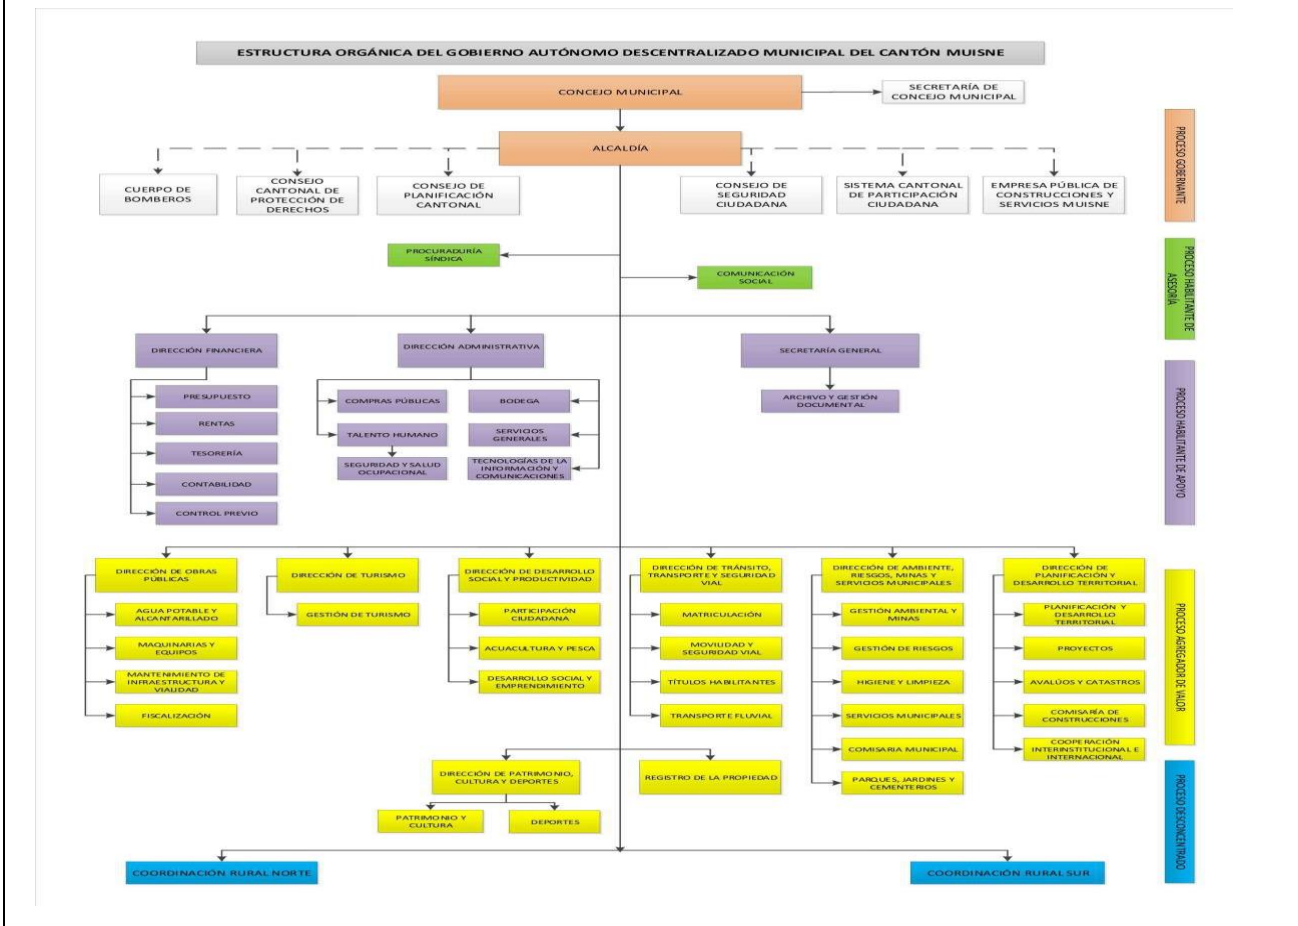 ESTRUCTURA ORGÁNICA DEL GOBIERNO AUTÓNOMO DESCENTRALIZADO MUNICIPAL DEL CANTÓN MUISNE
CONCEJO MUNICIPAL
SECRETARÍA DE
CONCEJO MUNICIPAL
ALCALDÍA
CUERPO DE
BOMBEROS
CONSEJO
CANTONAL DE
PROTECCIÓN DE
DERECHOS
CONSEJO DE
PLANIFICACIÓN
CANTONAL
CONSEJO DE
SEGURIDAD
CIUDADANA
SISTEMA CANTONAL
DE PARTICIPACIÓN
CIUDADANA
EMPRESA PÚBLICA DE
CONSTRUCCIONES Y
SERVICIOS MUISNE
PROCESO GOBERNANTE
PROCURADURÍA
SÍNDICA
COMUNICACIÓN
SOCIAL
PROCESO HABILITANTE DE
ASESORÍA
DIRECCIÓN FINANCIERA
PRESUPUESTO
RENTAS
TESORERÍA
CONTABILIDAD
CONTROL PREVIO
DIRECCIÓN ADMINISTRATIVA
COMPRAS PÚBLICAS
TALENTO HUMANO
SEGURIDAD Y SALUD
OCUPACIONAL
BODEGA
SERVICIOS
GENERALES
TECNOLOGÍAS DE LA
INFORMACIÓN Y
COMUNICACIONES.
SECRETARÍA GENERAL
ARCHIVO Y GESTIÓN
DOCUMENTAL
PROCESO HABILITANTE DE APOYO
DIRECCIÓN DE OBRAS
PÚBLICAS
AGUA POTABLE Y
ALCANTARILLADO
MAQUINARIAS Y
EQUIPOS
MANTENIMIENTO DE
INFRAESTRUCTURA Y
VIALIDAD
FISCALIZACIÓN
DIRECCIÓN DE TURISMO
GESTIÓN DE TURISMO
DIRECCIÓN DE DESARROLLO
SOCIAL Y PRODUCTIVIDAD
PARTICIPACIÓN
CIUDADANA
ACUACULTURA Y PESCA
DESARROLLO SOCIAL Y
EMPRENDIMIENTO
DIRECCIÓN DE TRÁNSITO,
TRANSPORTE Y SEGURIDAD
VIAL
MATRICULACIÓN
MOVILIDAD Y
SEGURIDAD VIAL
TÍTULOS HABILITANTES
TRANSPORTE FLUVIAL
DIRECCIÓN DE AMBIENTE,
RIESGOS, MINAS Y
SERVICIOS MUNICIPALES
GESTIÓN AMBIENTAL Y
MINAS
GESTIÓN DE RIESGOS
HIGIENE Y LIMPIEZA
SERVICIOS MUNICIPALES
COMISARIA MUNICIPAL
PARQUES, JARDINES Y
CEMENTERIOS
DIRECCIÓN DE
PLANIFICACIÓN Y
DESARROLLO TERRITORIAL
PLANIFICACIÓN Y
DESARROLLO
TERRITORIAL
PROYECTOS
AVALÚOS Y CATASTROS
COMISARÍA DE
CONSTRUCCIONES
COOPERACIÓN
INTERINSTITUCIONAL E
INTERNACIONAL
PROCESO AGREGADOR DE VALOR
DIRECCIÓN DE PATRIMONIO,
CULTURA Y DEPORTES
PATRIMONIO Y
CULTURA
DEPORTES
REGISTRO DE LA PROPIEDAD
COORDINACIÓN RURAL NORTE
COORDINACIÓN RURAL SUR
PROCESO DESCONCENTRADO